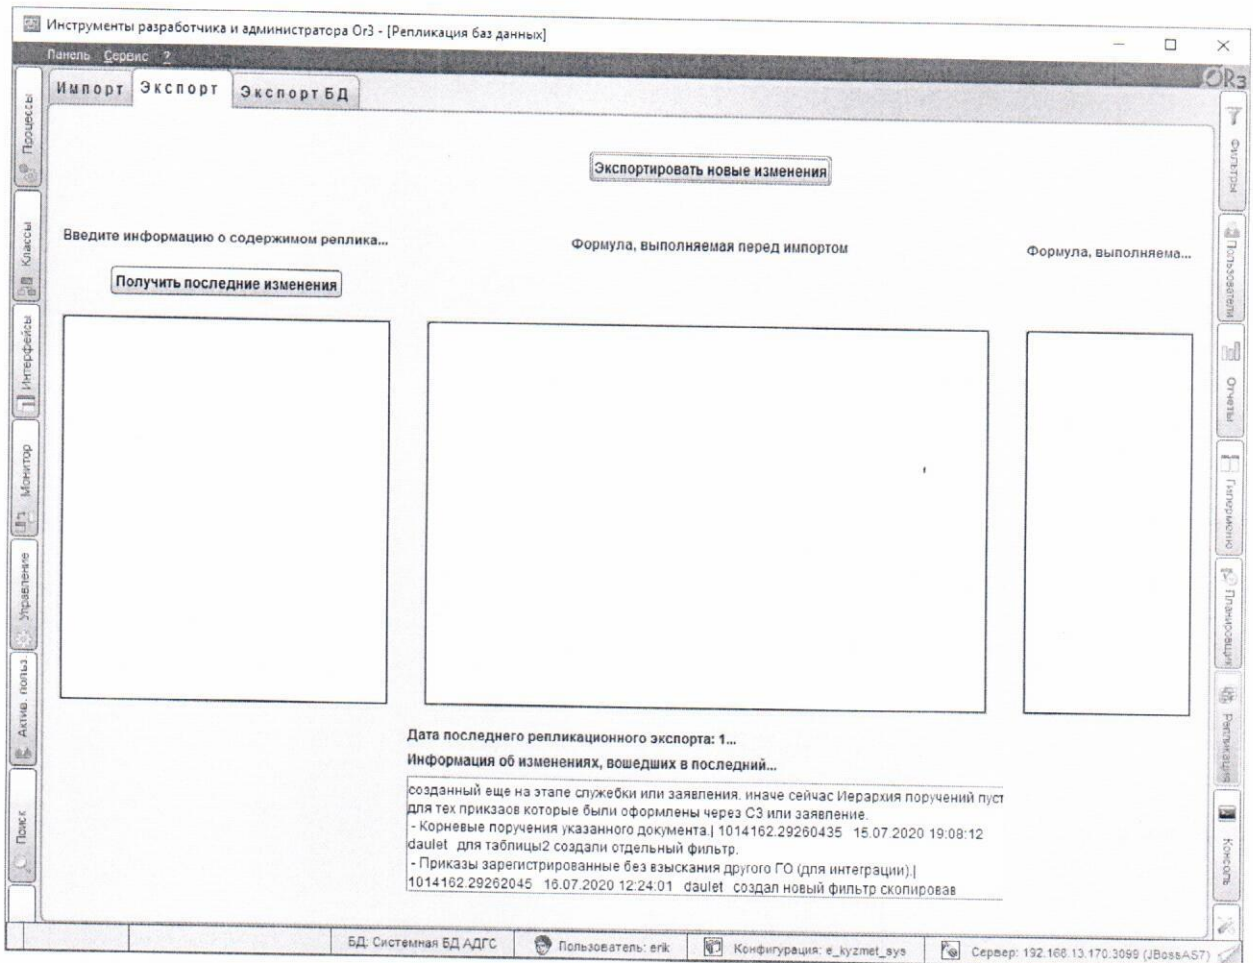 Инструменты разработчика и администратора Or3 - [Репликация баз данных]
Панель Сервис ?
OR3
Импорт Экспорт Экспорт БД
Процессы
Классы
Интерфейсы
Монитор
Управление
Актив. польз.
Поиск
Экспортировать новые изменения
Введите информацию о содержимом реплика...
Формула, выполняемая перед импортом
Формула, выполняема...
Получить последние изменения
Дата последнего репликационного экспорта: 1...
Информация об изменениях, вошедших в последний...
созданный еще на этапе служебки или заявления. иначе сейчас Иерархия поручений пуст
для тех прикзаов которые были оформлены через СЗ или заявление.
- Корневые поручения указанного документа.| 1014162.29260435 15.07.2020 19:08:12
daulet для таблицы2 создали отдельный фильтр.
- Приказы зарегистрированные без взыскания другого ГО (для интеграции).|
1014162.29262045 16.07.2020 12:24:01 daulet создал новый фильтр скопировав
Фильтры
Пользователи
Отчеты
Гиперменю
Планировщик
Репликация
Консоль
БД: Системная БД АДГС
Пользователь: erik
Конфигурация: e_kyzmet_sys
Сервер: 192.168.13.170:3099 (JBossAS7)